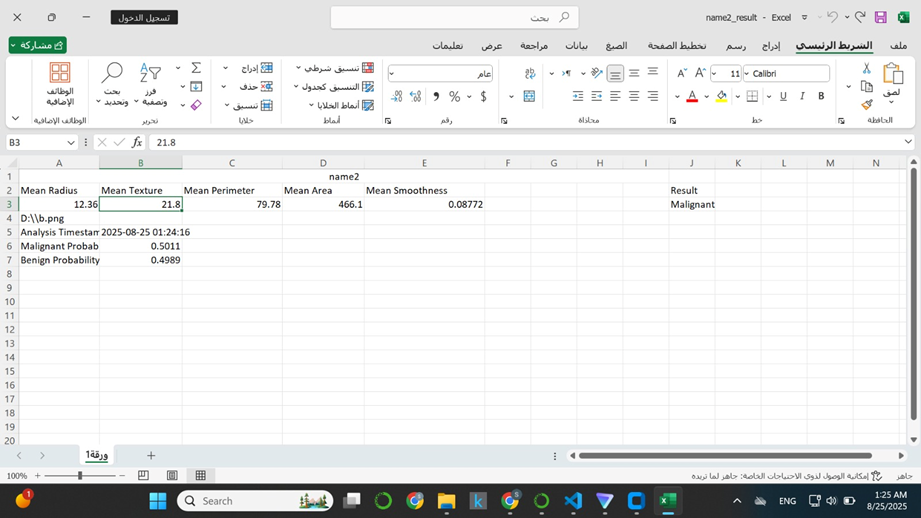 تسجيل الدخول
بحث
name2_result - Excel
ملف الشريط الرئيسي إدراج رسم تخطيط الصفحة الصيغ بيانات مراجعة عرض تعليمات
مشاركة
لصق
الحافظة
Calibri 11
B I U
خط
محاذاة
عام
$ % ,
رقم
تنسيق شرطي
التنسيق كجدول
أنماط الخلايا
أنماط
إدراج
حذف
تنسيق
خلايا
فرز وتصفية
بحث وتحديد
تحرير
الوظائف الإضافية
الوظائف الإضافية
B3 fx 21.8
A B C D E F G H I J K L M N
1 name2
2 Mean Radius Mean Texture Mean Perimeter Mean Area Mean Smoothness Result
3 12.36 21.8 79.78 466.1 0.08772 Malignant
4 D:\\b.png
5 Analysis Timestam 2025-08-25 01:24:16
6 Malignant Probab 0.5011
7 Benign Probability 0.4989
8
9
10
11
12
13
14
15
16
17
18
19
20
ورقة1
100%
جاهز إمكانية الوصول لذوي الاحتياجات الخاصة: جاهز لما تريده
1
Search
5
ENG
1:25 AM
8/25/2025